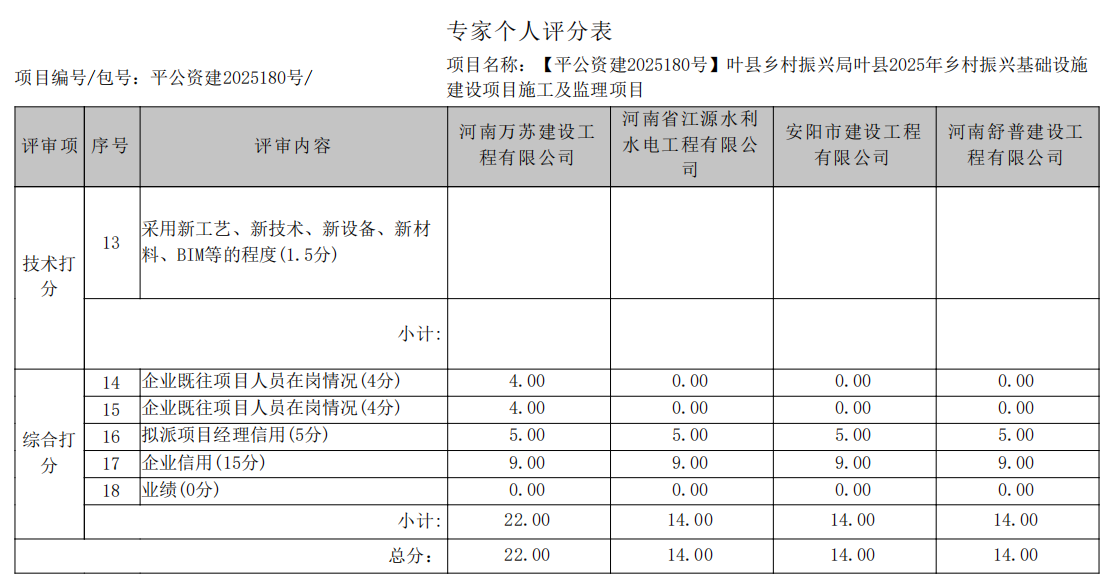 专家个人评分表
项目编号/包号: 平公资建2025180号/
项目名称: 【平公资建2025180号】叶县乡村振兴局叶县2025年乡村振兴基础设施
建设项目施工及监理项目
评审项 序号 评审内容 河南万苏建设工程有限公司 河南省江源水利水电工程有限公司 安阳市建设工程有限公司 河南舒普建设工程有限公司
技术打分
13 采用新工艺、新技术、新设备、新材
料、BIM等的程度(1.5分)
小计:
综合打分
14 企业既往项目人员在岗情况(4分) 4.00 0.00 0.00 0.00
15 企业既往项目人员在岗情况(4分) 4.00 0.00 0.00 0.00
16 拟派项目经理信用(5分) 5.00 5.00 5.00 5.00
17 企业信用(15分) 9.00 9.00 9.00 9.00
18 业绩(0分) 0.00 0.00 0.00 0.00
小计: 22.00 14.00 14.00 14.00
总分: 22.00 14.00 14.00 14.00